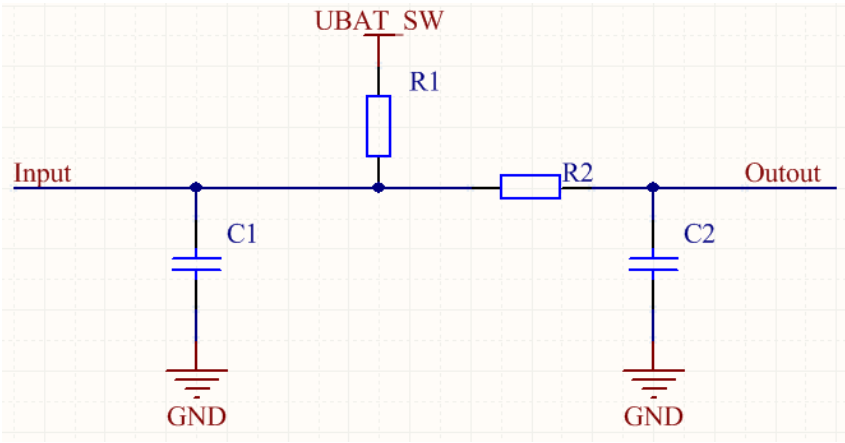 UBAT_SW
R1
Input
R2
Outout
C1
C2
GND
GND